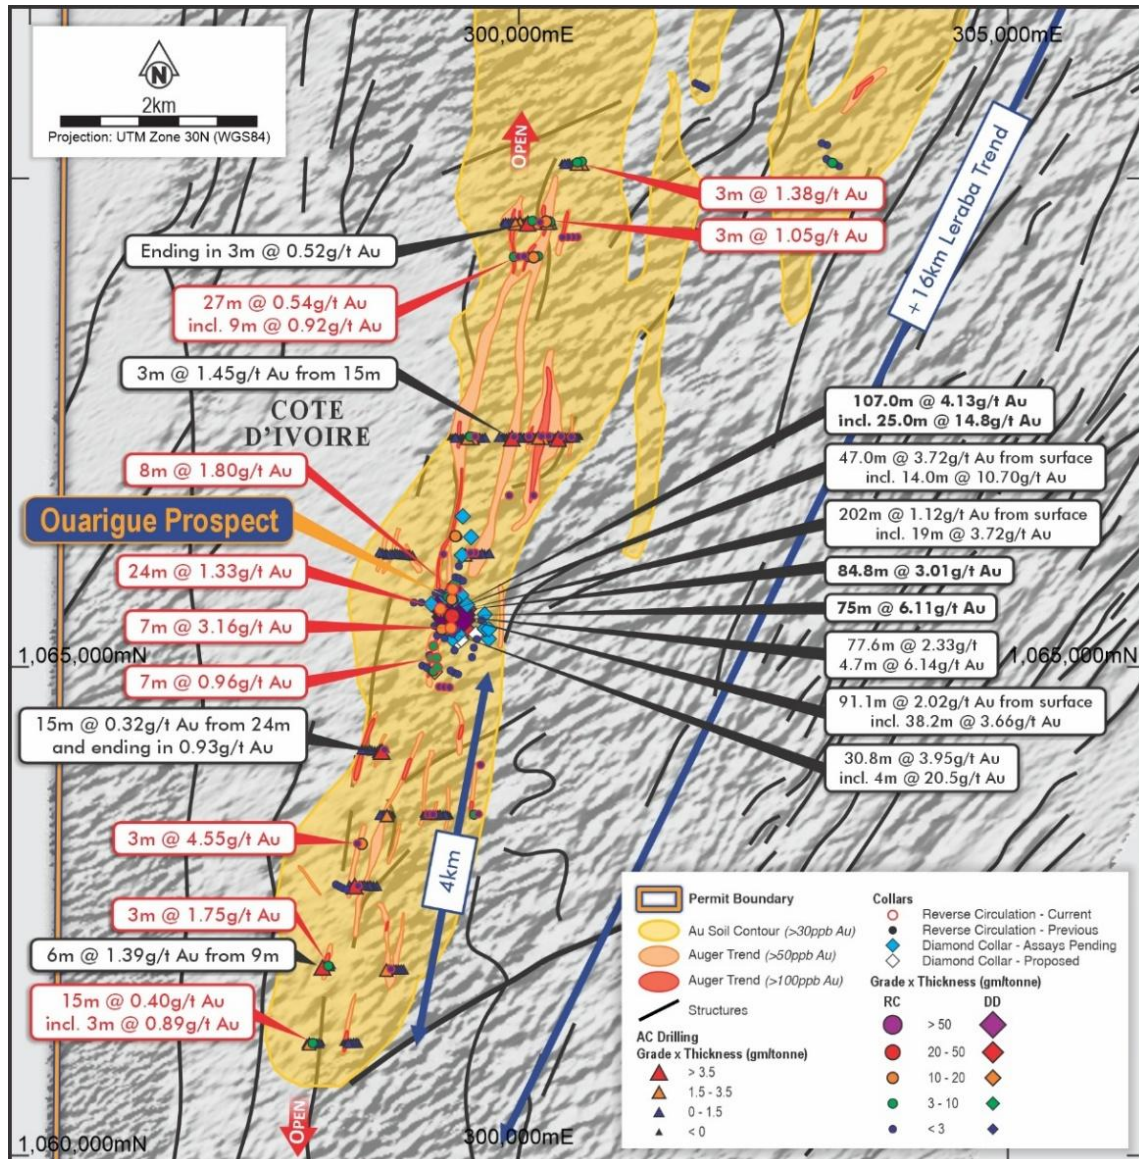 300,000mE
305,000mE
N
2km
Projection: UTM Zone 30N (WGS84)
OPEN
+ 16km Leraba Trend
3m @ 1.38g/t Au
3m @ 1.05g/t Au
Ending in 3m @ 0.52g/t Au
27m @ 0.54g/t Au
incl. 9m @ 0.92g/t Au
3m @ 1.45g/t Au from 15m
COTE
D'IVOIRE
8m @ 1.80g/t Au
Ouarigue Prospect
24m @ 1.33g/t Au
7m @ 3.16g/t Au
1,065,000mN
7m @ 0.96g/t Au
15m @ 0.32g/t Au from 24m
and ending in 0.93g/t Au
3m @ 4.55g/t Au
3m @ 1.75g/t Au
6m @ 1.39g/t Au from 9m
15m @ 0.40g/t Au
incl. 3m @ 0.89g/t Au
107.0m @ 4.13g/t Au
incl. 25.0m @ 14.8g/t Au
47.0m @ 3.72g/t Au from surface
incl. 14.0m @ 10.70g/t Au
202m @ 1.12g/t Au from surface
incl. 19m @ 3.72g/t Au
84.8m @ 3.01g/t Au
75m @ 6.11g/t Au
77.6m @ 2.33g/t
4.7m @ 6.14g/t Au
1,065,000mN
91.1m @ 2.02g/t Au from surface
incl. 38.2m @ 3.66g/t Au
30.8m @ 3.95g/t Au
incl. 4m @ 20.5g/t Au
4km
OPEN
1,060,000mN
300,000mE
Permit Boundary
Au Soil Contour (>30ppb Au)
Auger Trend (>50ppb Au)
Auger Trend (>100ppb Au)
Structures
AC Drilling
Grade x Thickness (gm/tonne)
> 3.5
1.5 - 3.5
0 - 1.5
< 0
Collars
Reverse Circulation - Current
Reverse Circulation - Previous
Diamond Collar - Assays Pending
Diamond Collar - Proposed
Grade x Thickness (gm/tonne)
RC DD
> 50
20 - 50
10 - 20
3 - 10
< 3